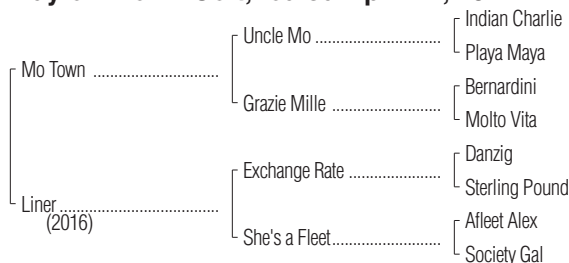 Indian Charlie
Uncle Mo
Playa Maya
Mo Town
Bernardini
Grazie Mille
Molto Vita
Danzig
Exchange Rate
Sterling Pound
Liner
(2016)
Afleet Alex
She's a Fleet
Society Gal